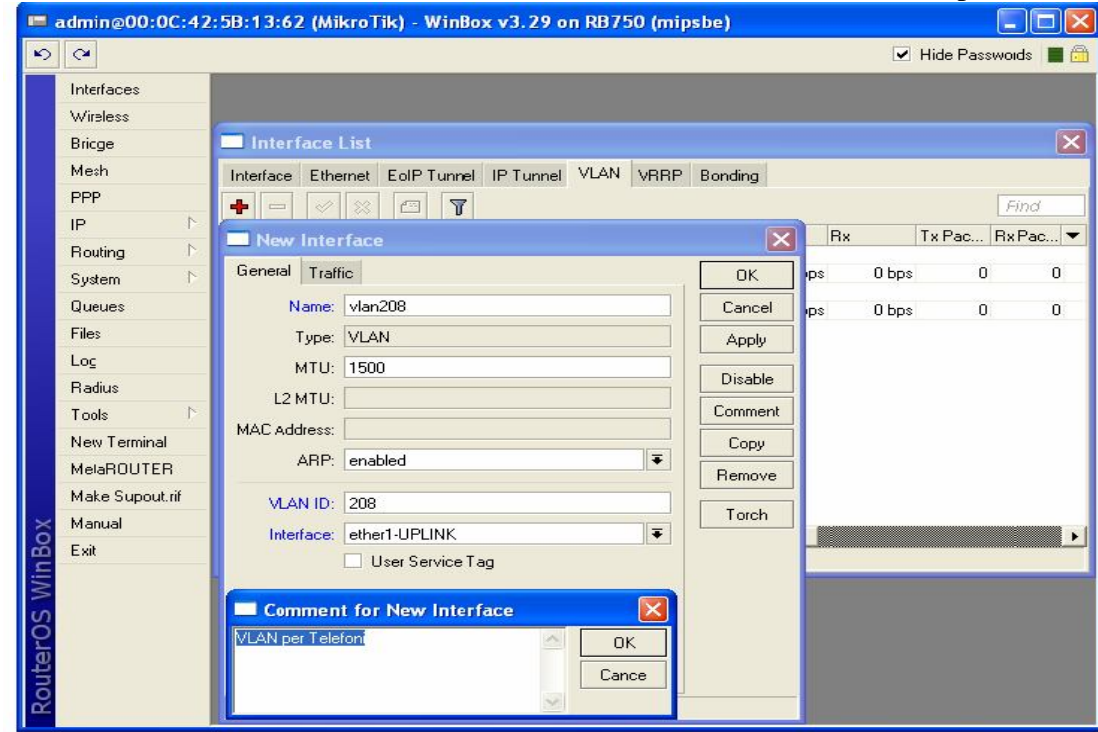 admin@00:0C:42:5B:13:62 (MikroTik) - WinBox v3.29 on RB750 (mipsbe)
Hide Passwords
Interfaces
Wireless
Bridge
Mesh
PPP
IP
Routing
System
Queues
Files
Log
Radius
Tools
New Terminal
MetaROUTER
Make Supout.rif
Manual
Exit
RouterOS WinBox
Interface List
Interface Ethernet EoIP Tunnel IP Tunnel VLAN VRRP Bonding
Find
Rx Tx Pac... Rx Pac...
bps 0 bps 0 0
bps 0 bps 0 0
New Interface
General Traffic
Name: vlan208
Type: VLAN
MTU: 1500
L2 MTU:
MAC Address:
ARP: enabled
VLAN ID: 208
Interface: ether1-UPLINK
User Service Tag
OK
Cancel
Apply
Disable
Comment
Copy
Remove
Torch
Comment for New Interface
VLAN per Telefoni
OK
Cance